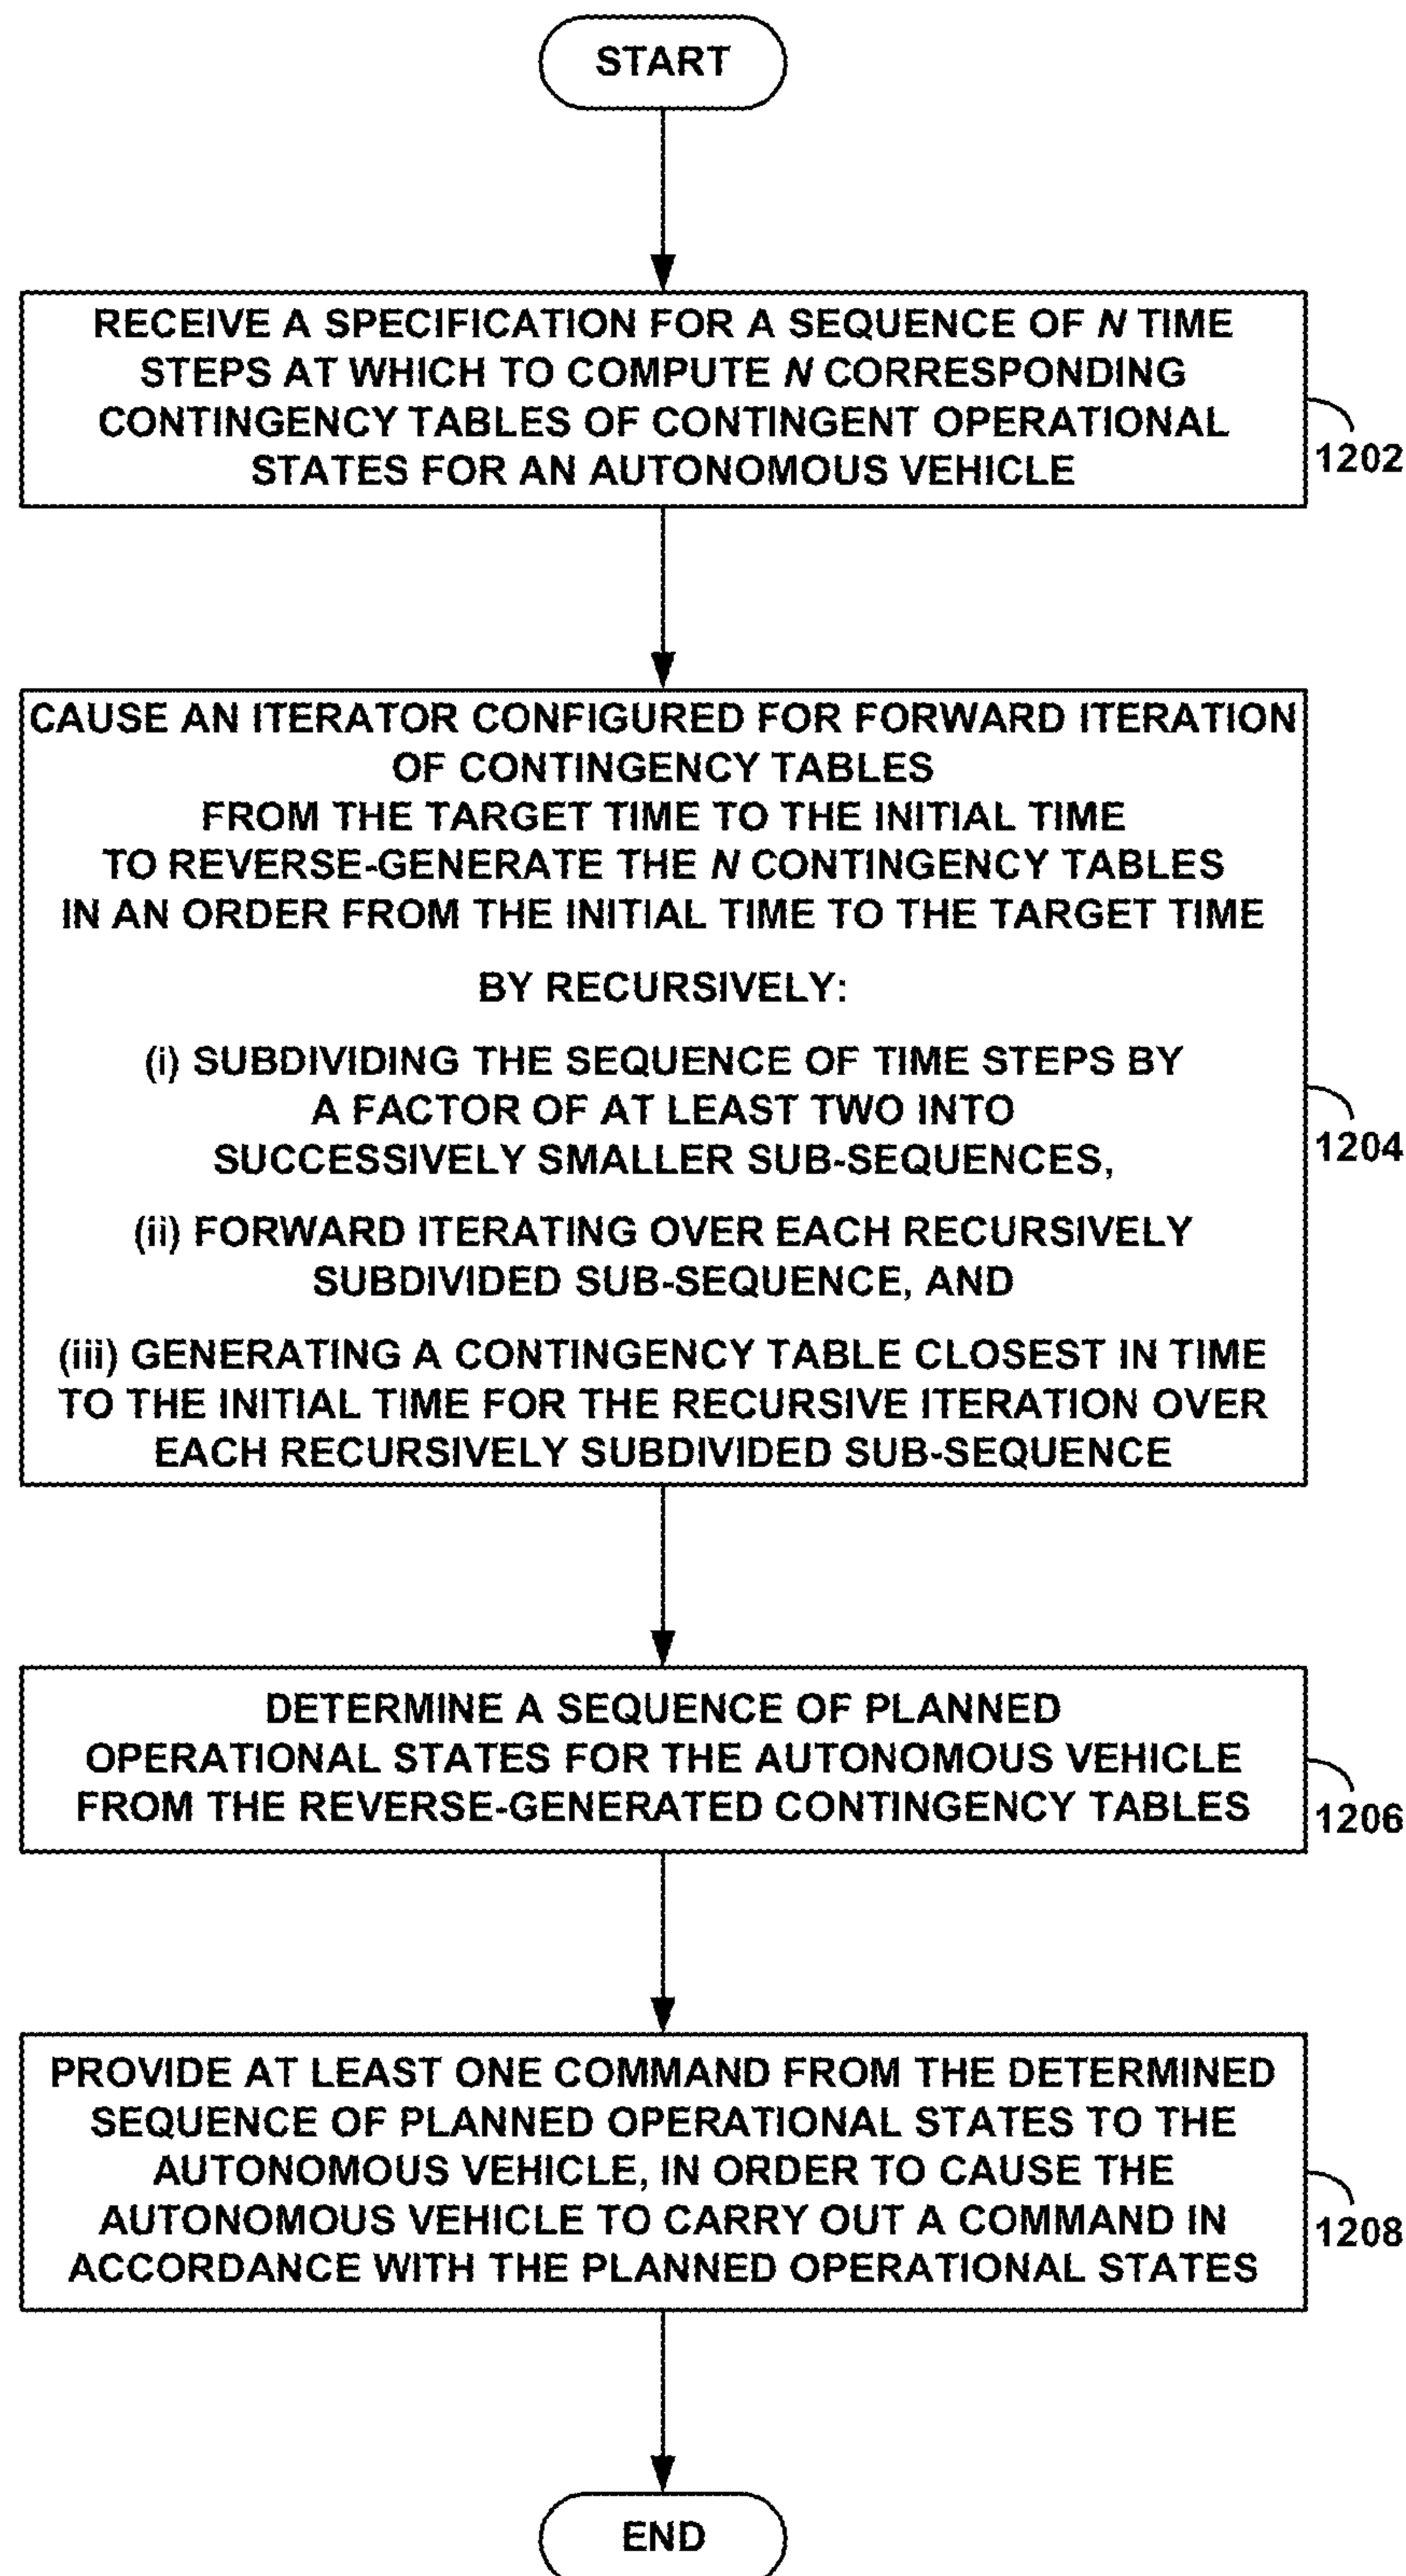 START
RECEIVE A SPECIFICATION FOR A SEQUENCE OF N TIME
STEPS AT WHICH TO COMPUTE N CORRESPONDING
CONTINGENCY TABLES OF CONTINGENT OPERATIONAL
STATES FOR AN AUTONOMOUS VEHICLE
1202
CAUSE AN ITERATOR CONFIGURED FOR FORWARD ITERATION
OF CONTINGENCY TABLES
FROM THE TARGET TIME TO THE INITIAL TIME
TO REVERSE-GENERATE THE N CONTINGENCY TABLES
IN AN ORDER FROM THE INITIAL TIME TO THE TARGET TIME
BY RECURSIVELY:
(i) SUBDIVIDING THE SEQUENCE OF TIME STEPS BY
A FACTOR OF AT LEAST TWO INTO
SUCCESSIVELY SMALLER SUB-SEQUENCES,
(ii) FORWARD ITERATING OVER EACH RECURSIVELY
SUBDIVIDED SUB-SEQUENCE, AND
(iii) GENERATING A CONTINGENCY TABLE CLOSEST IN TIME
TO THE INITIAL TIME FOR THE RECURSIVE ITERATION OVER
EACH RECURSIVELY SUBDIVIDED SUB-SEQUENCE
1204
DETERMINE A SEQUENCE OF PLANNED
OPERATIONAL STATES FOR THE AUTONOMOUS VEHICLE
FROM THE REVERSE-GENERATED CONTINGENCY TABLES
1206
PROVIDE AT LEAST ONE COMMAND FROM THE DETERMINED
SEQUENCE OF PLANNED OPERATIONAL STATES TO THE
AUTONOMOUS VEHICLE, IN ORDER TO CAUSE THE
AUTONOMOUS VEHICLE TO CARRY OUT A COMMAND IN
ACCORDANCE WITH THE PLANNED OPERATIONAL STATES
1208
END